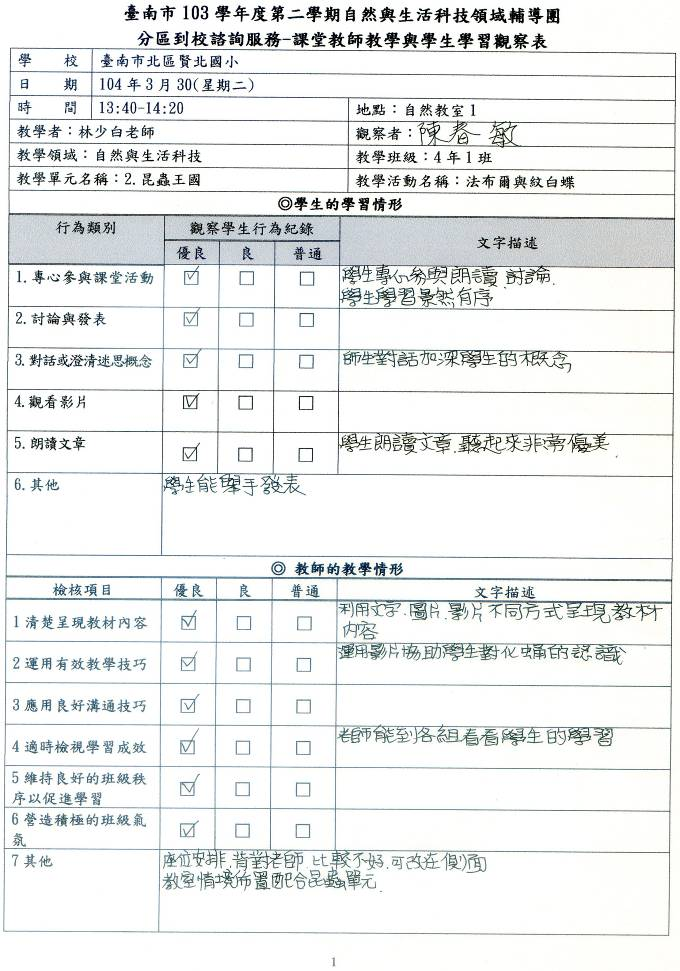 臺南市 103 學年度第二學期自然與生活科技領域輔導團
分區到校諮詢服務-課堂教師教學與學生學習觀察表
學 校 臺南市北區賢北國小
日 期 104 年 3 月 30(星期二)
時 間 13:40-14:20 地點：自然教室 1
教學者：林少白老師 觀察者：陳春敏
教學領域：自然與生活科技 教學班級：4 年 1 班
教學單元名稱：2.昆蟲王國 教學活動名稱：法布爾與紋白蝶
◎學生的學習情形
行為類別 觀察學生行為紀錄 文字描述
優良 良 普通
1.專心參與課堂活動 ☑ □ □ 學生專心參與朗讀、討論.
學生學習景然有序
2.討論與發表 ☑ □ □
3.對話或澄清迷思概念 ☑ □ □ 師生對話加深學生的概念
4.觀看影片 ☑ □ □
5.朗讀文章 ☑ □ □ 學生朗讀文章.聽起來非常優美.
6.其他 學生能舉手發表
◎ 教師的教學情形
檢核項目 優良 良 普通 文字描述
1 清楚呈現教材內容 ☑ □ □ 利用文字.圖片.影片不同方式呈現教材
內容
2 運用有效教學技巧 ☑ □ □ 運用影片協助學生對化蛹的認識
3 應用良好溝通技巧 ☑ □ □
4 適時檢視學習成效 ☑ □ □ 老師能到各組看看學生的學習
5 維持良好的班級秩
序以促進學習 ☑ □ □
6 營造積極的班級氣
氛 ☑ □ □
7 其他 座位安排.背對老師 比較不好.可改在側面
教室情境佈置配合昆蟲單元.
1